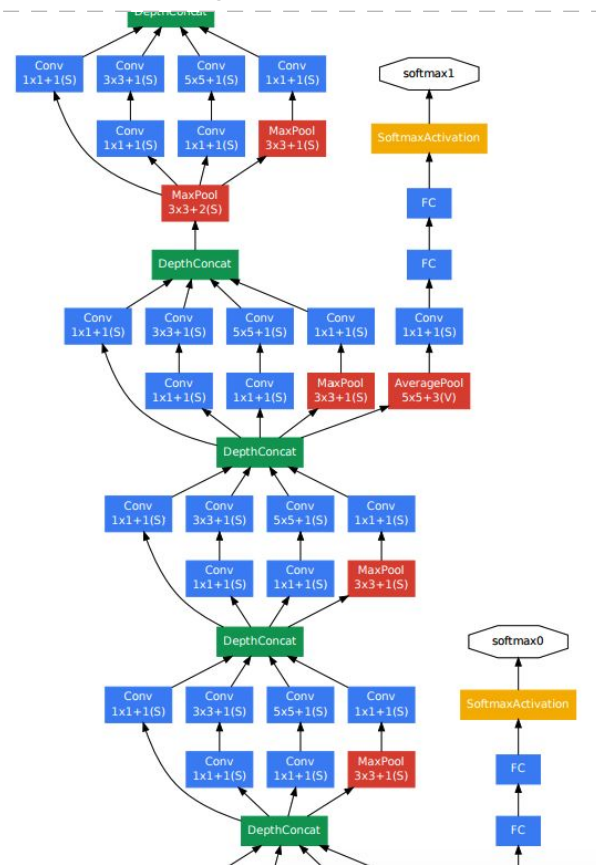 DepthConcat
Conv
1x1+1(S)
Conv
3x3+1(S)
Conv
5x5+1(S)
Conv
1x1+1(S)
softmax1
Conv
1x1+1(S)
Conv
1x1+1(S)
MaxPool
3x3+1(S)
SoftmaxActivation
MaxPool
3x3+2(S)
FC
DepthConcat
FC
Conv
1x1+1(S)
Conv
3x3+1(S)
Conv
5x5+1(S)
Conv
1x1+1(S)
Conv
1x1+1(S)
Conv
1x1+1(S)
Conv
1x1+1(S)
MaxPool
3x3+1(S)
AveragePool
5x5+3(V)
DepthConcat
Conv
1x1+1(S)
Conv
3x3+1(S)
Conv
5x5+1(S)
Conv
1x1+1(S)
Conv
1x1+1(S)
Conv
1x1+1(S)
MaxPool
3x3+1(S)
DepthConcat
softmax0
Conv
1x1+1(S)
Conv
3x3+1(S)
Conv
5x5+1(S)
Conv
1x1+1(S)
SoftmaxActivation
Conv
1x1+1(S)
Conv
1x1+1(S)
MaxPool
3x3+1(S)
FC
DepthConcat
FC